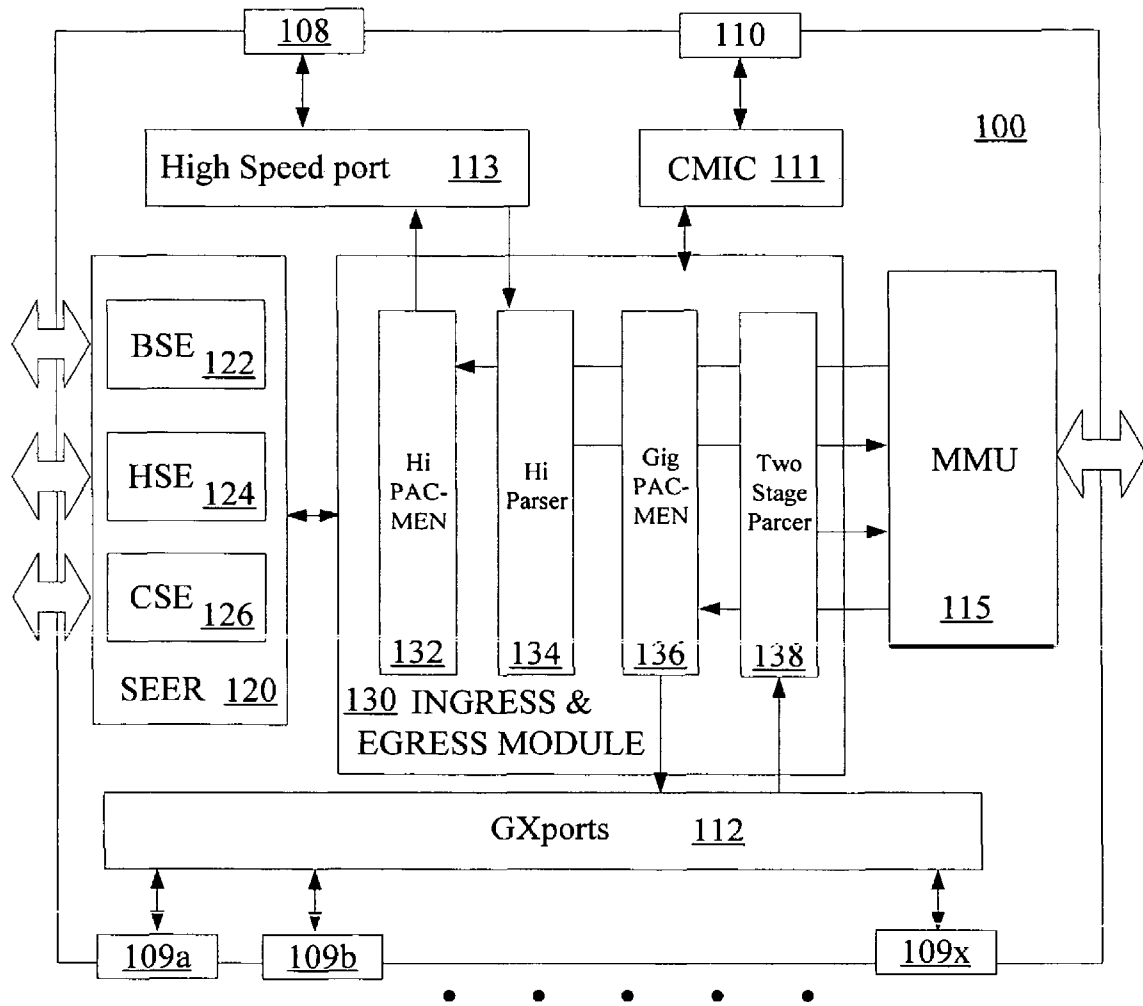 108
110
100
High Speed port 113
CMIC 111
BSE 122
HSE 124
CSE 126
SEER 120
Hi
PAC-
MEN
132
Hi
Parser
134
Gig
PAC-
MEN
136
Two
Stage
Parcer
138
130 INGRESS &
EGRESS MODULE
MMU
115
GXports 112
109a
109b
109x